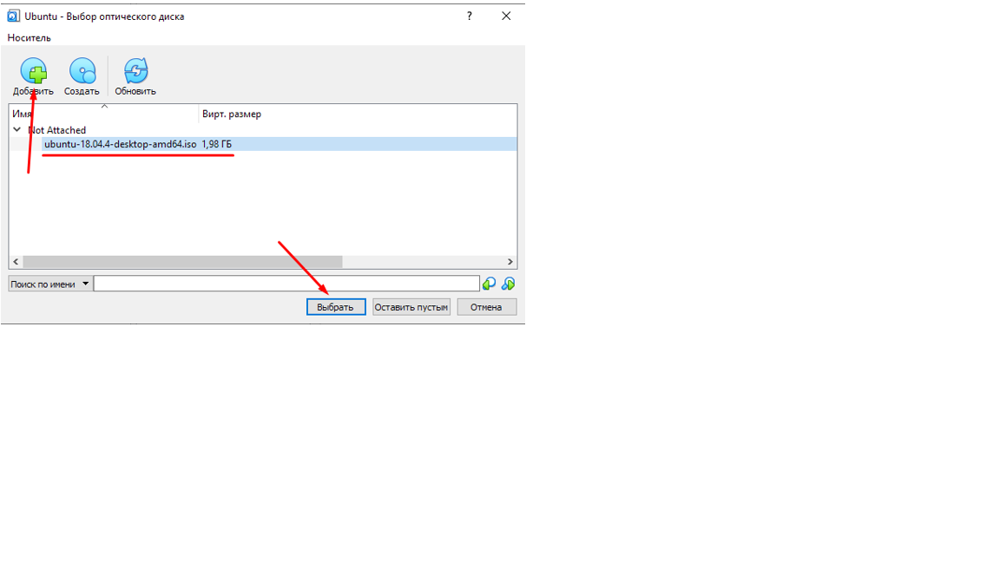 Ubuntu - Выбор оптического диска
Носитель
Добавить Создать Обновить
Имя Вирт. размер
Not Attached
ubuntu-18.04.4-desktop-amd64.iso 1,98 ГБ
Поиск по имени
Выбрать Оставить пустым Отмена